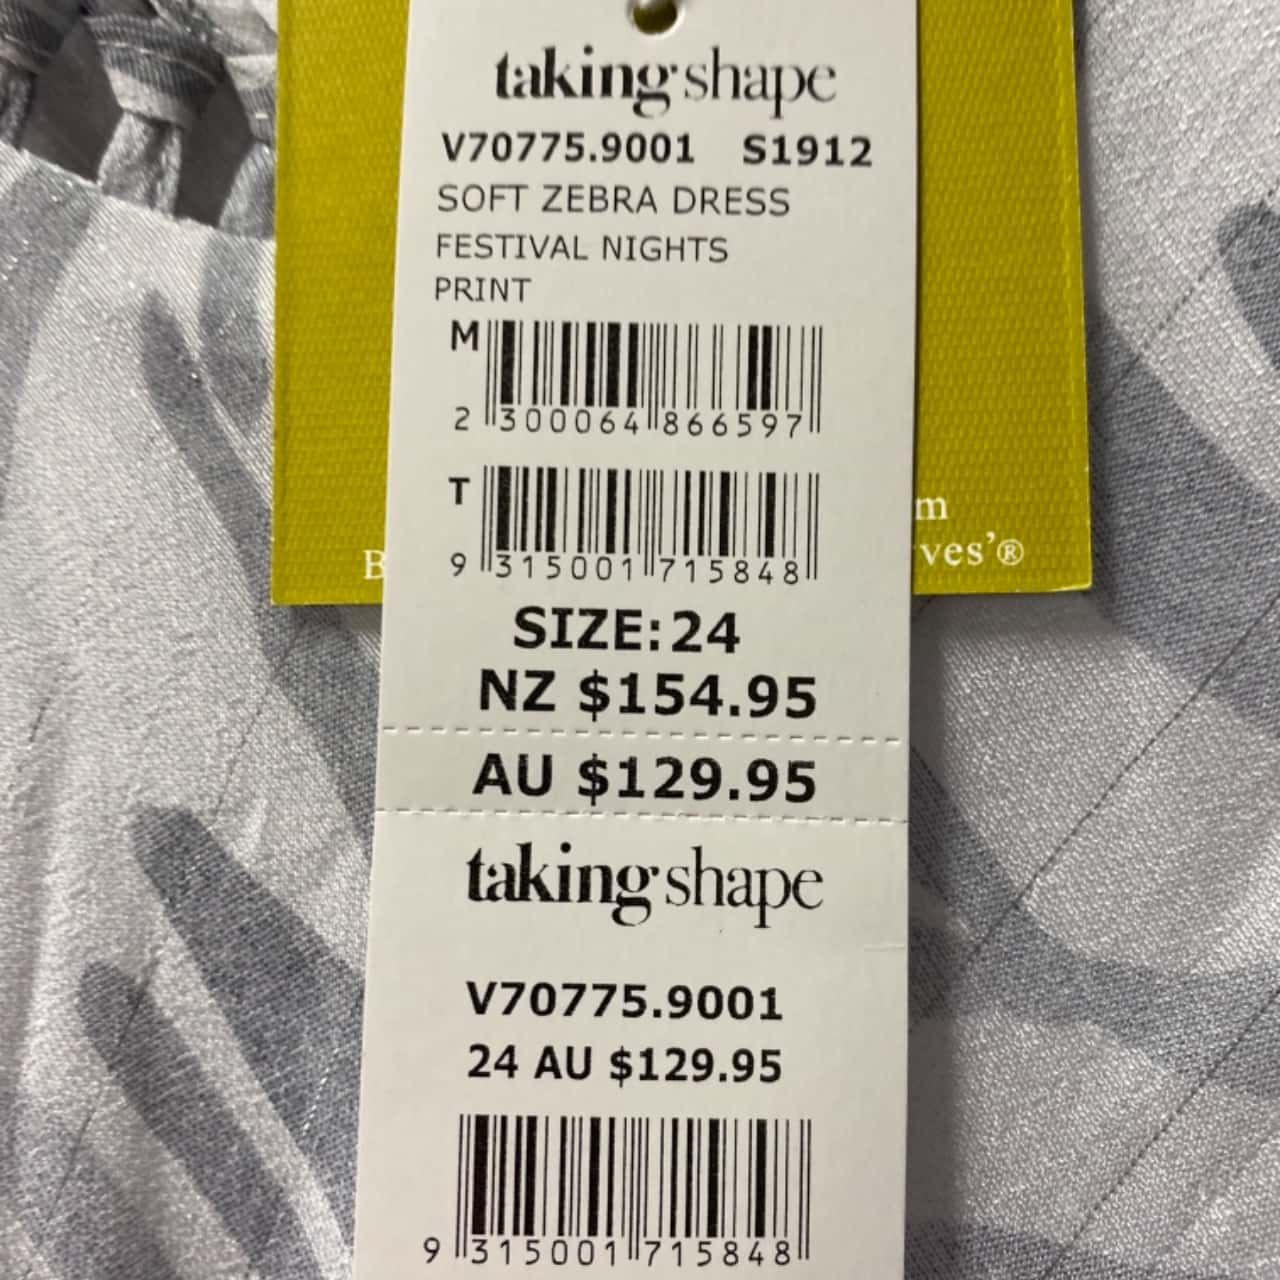 taking shape
V70775.9001 S1912
SOFT ZEBRA DRESS
FESTIVAL NIGHTS
PRINT
M
2 300064 866597
T
9 315001 715848
B
m
ves'®
SIZE: 24
NZ $154.95
AU $129.95
taking shape
V70775.9001
24 AU $129.95
9 315001 715848